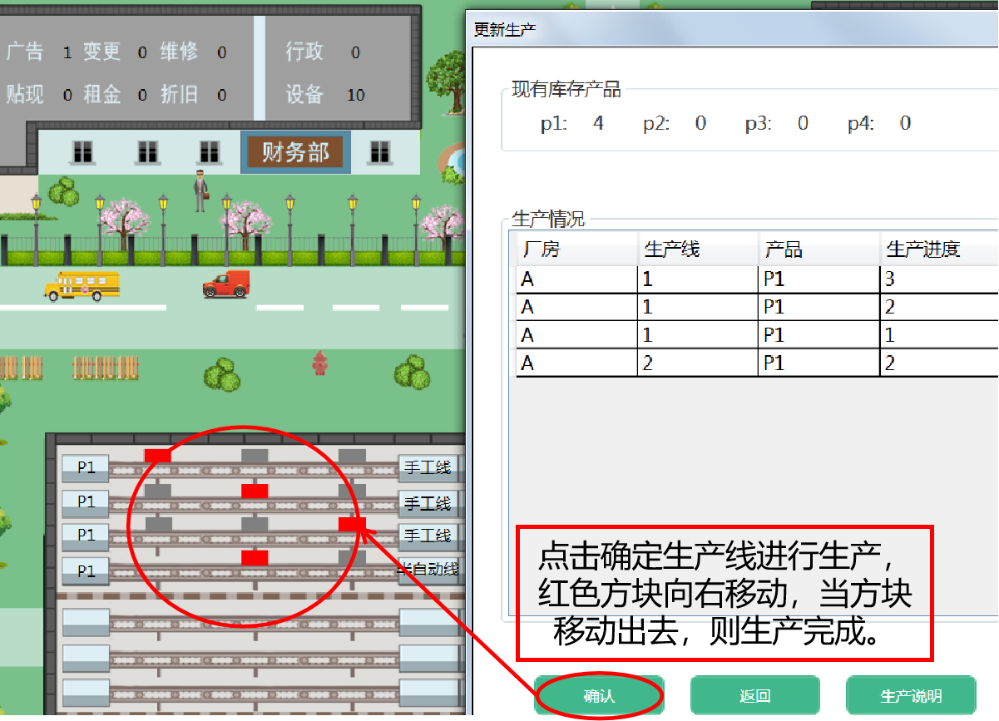 更新生产
广告 1 变更 0 维修 0 行政 0
贴现 0 租金 0 折旧 0 设备 10
财务部
现有库存产品
p1: 4 p2: 0 p3: 0 p4: 0
生产情况
厂房 生产线 产品 生产进度
A 1 P1 3
A 1 P1 2
A 1 P1 1
A 2 P1 2
P1 手工线
P1 手工线
P1 手工线
P1 半自动线
点击确定生产线进行生产,
红色方块向右移动，当方块
移动出去，则生产完成。
确认 返回 生产说明